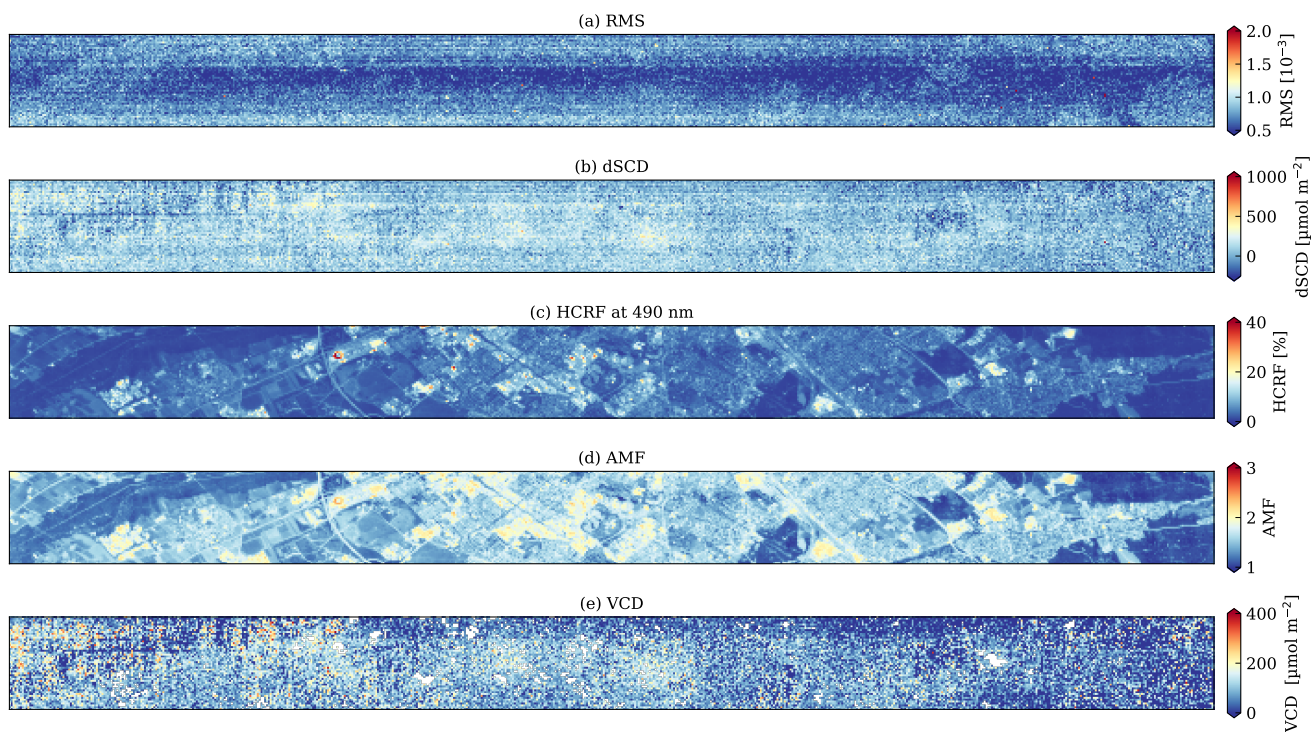 (a) RMS
2.0
1.5
1.0
0.5
RMS [10⁻³]
(b) dSCD
1000
500
0
dSCD [µmol m⁻²]
(c) HCRF at 490 nm
40
20
0
HCRF [%]
(d) AMF
3
2
1
AMF
(e) VCD
400
200
0
VCD [µmol m⁻²]